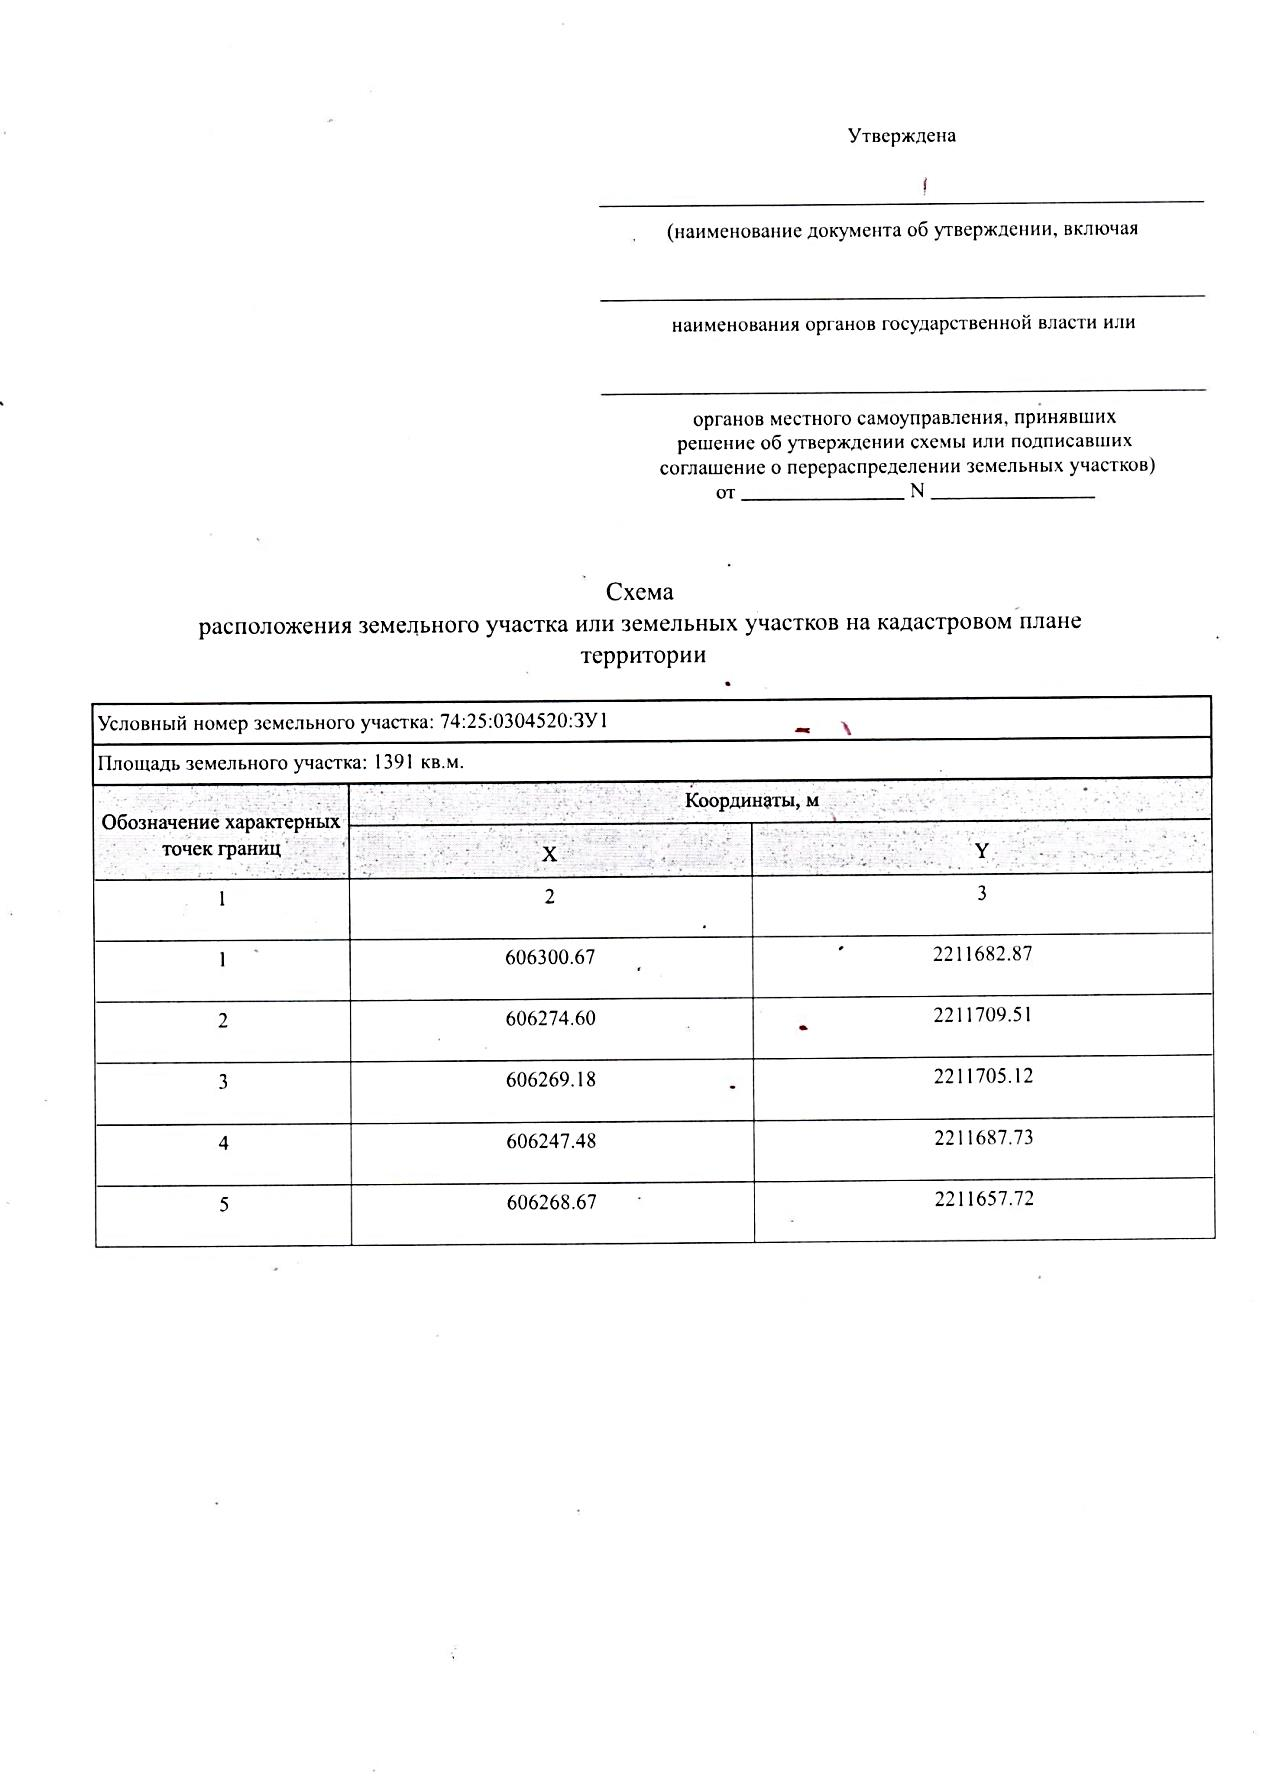 Утверждена
(наименование документа об утверждении, включая
наименования органов государственной власти или
органов местного самоуправления, принявших
решение об утверждении схемы или подписавших
соглашение о перераспределении земельных участков)
от _______________ N _______________
Схема
расположения земельного участка или земельных участков на кадастровом плане
территории
Условный номер земельного участка: 74:25:0304520:ЗУ1
Площадь земельного участка: 1391 кв.м.
Обозначение характерных
точек границ
Координаты, м
X Y
1 2 3
1 606300.67 2211682.87
2 606274.60 2211709.51
3 606269.18 2211705.12
4 606247.48 2211687.73
5 606268.67 2211657.72